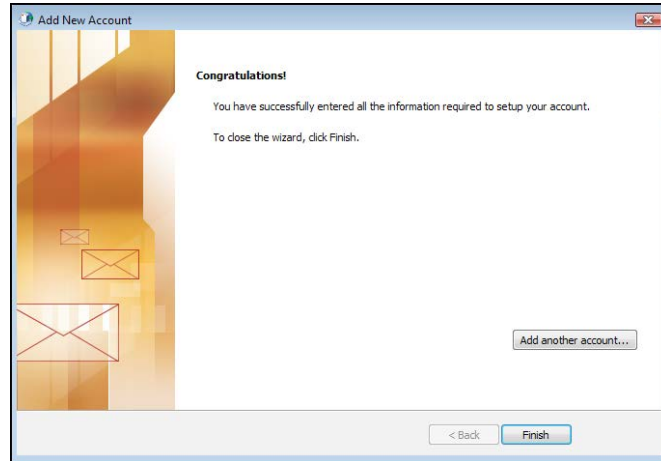 Add New Account
Congratulations!
You have successfully entered all the information required to setup your account.
To close the wizard, click Finish.
Add another account...
< Back
Finish